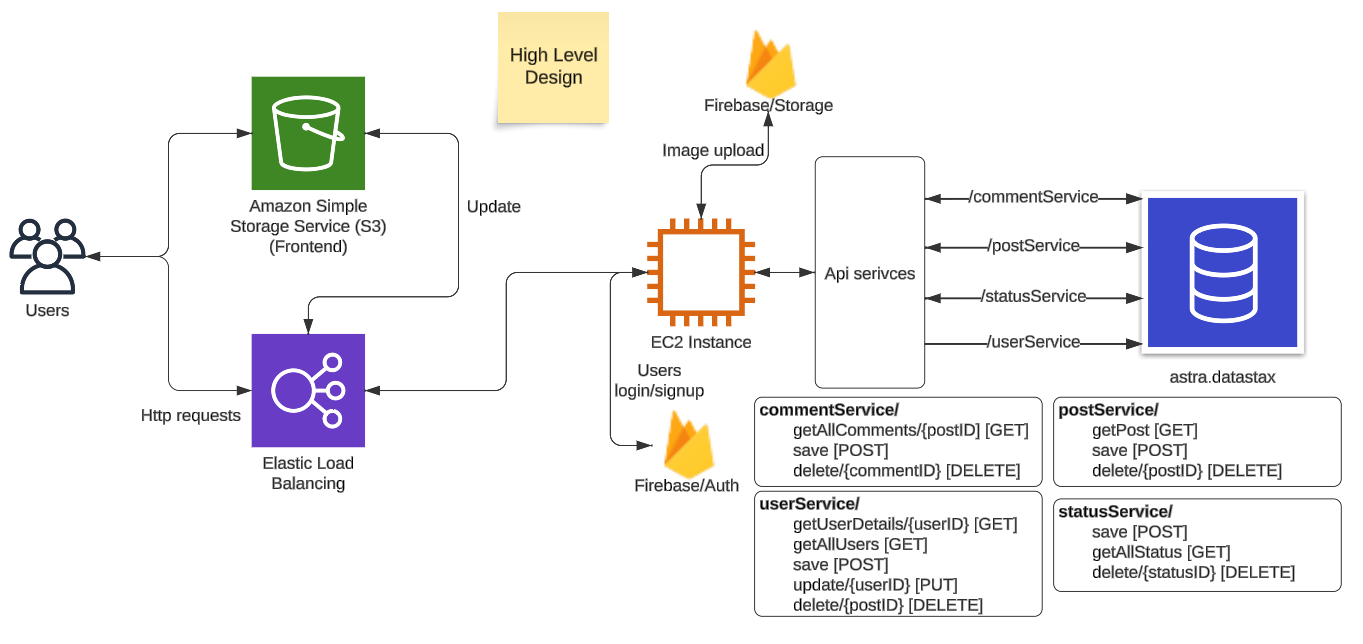 High Level
Design
Firebase/Storage
Image upload
Amazon Simple
Storage Service (S3)
(Frontend)
Update
Users
Http requests
Elastic Load
Balancing
EC2 Instance
Users
login/signup
Firebase/Auth
Api serivces
/commentService
/postService
/statusService
/userService
astra.datastax
commentService/
getAllComments/{postID] [GET]
save [POST]
delete/{commentID} [DELETE]
postService/
getPost [GET]
save [POST]
delete/{postID} [DELETE]
userService/
getUserDetails/{userID} [GET]
getAllUsers [GET]
save [POST]
update/{userID} [PUT]
delete/{postID} [DELETE]
statusService/
save [POST]
getAllStatus [GET]
delete/{statusID} [DELETE]